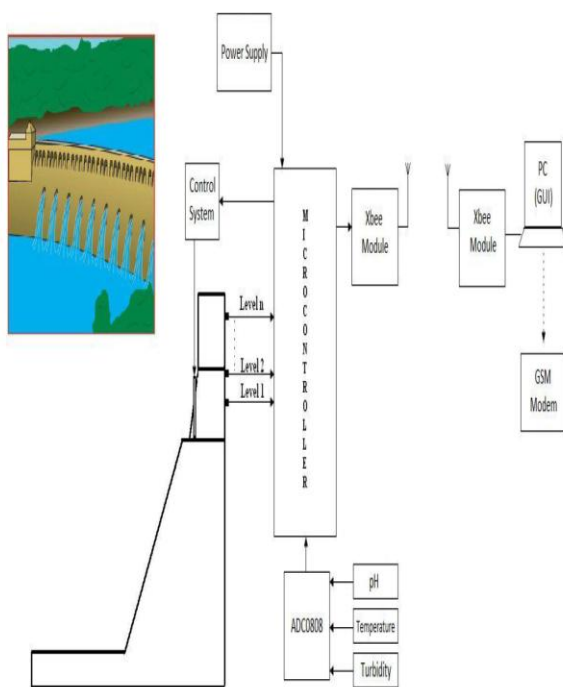 Power Supply
Control
System
MICROCONTROLLER
Xbee
Module
Xbee
Module
PC
(GUI)
GSM
Modem
Level n
Level 2
Level 1
ADC0808
pH
Temperature
Turbidity